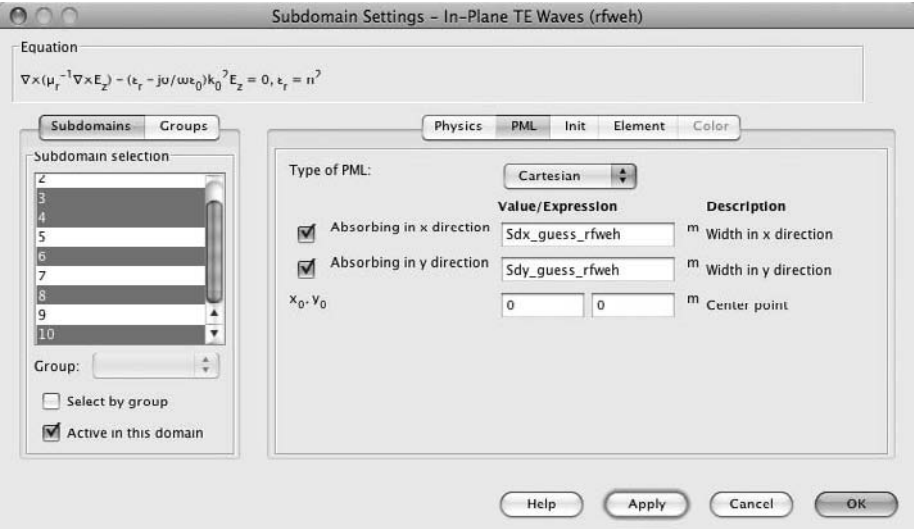 Subdomain Settings – In-Plane TE Waves (rfweh)
Equation
∇×(μr⁻¹∇×Ez) – (εr – jσ/ωε0)k0²Ez = 0, εr = n²
Subdomains Groups
Subdomain selection
2
3
4
5
6
7
8
9
10
Group:
Select by group
Active in this domain
Physics PML Init Element Color
Type of PML: Cartesian
Value/Expression Description
Absorbing in x direction Sdx_guess_rfweh m Width in x direction
Absorbing in y direction Sdy_guess_rfweh m Width in y direction
x0, y0 0 0 m Center point
Help Apply Cancel OK